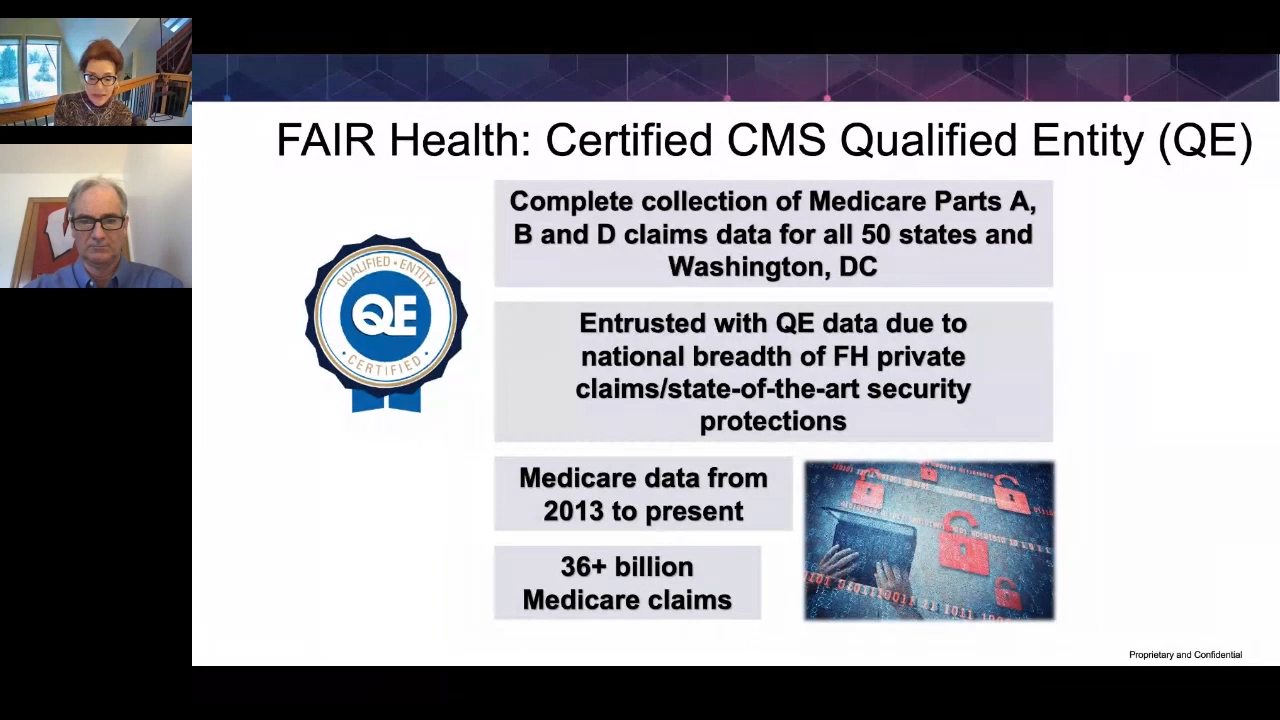 FAIR Health: Certified CMS Qualified Entity (QE)
Complete collection of Medicare Parts A,
B and D claims data for all 50 states and
Washington, DC
QUALIFIED • ENTITY
QE
• CERTIFIED •
Entrusted with QE data due to
national breadth of FH private
claims/state-of-the-art security
protections
Medicare data from
2013 to present
36+ billion
Medicare claims
Proprietary and Confidential